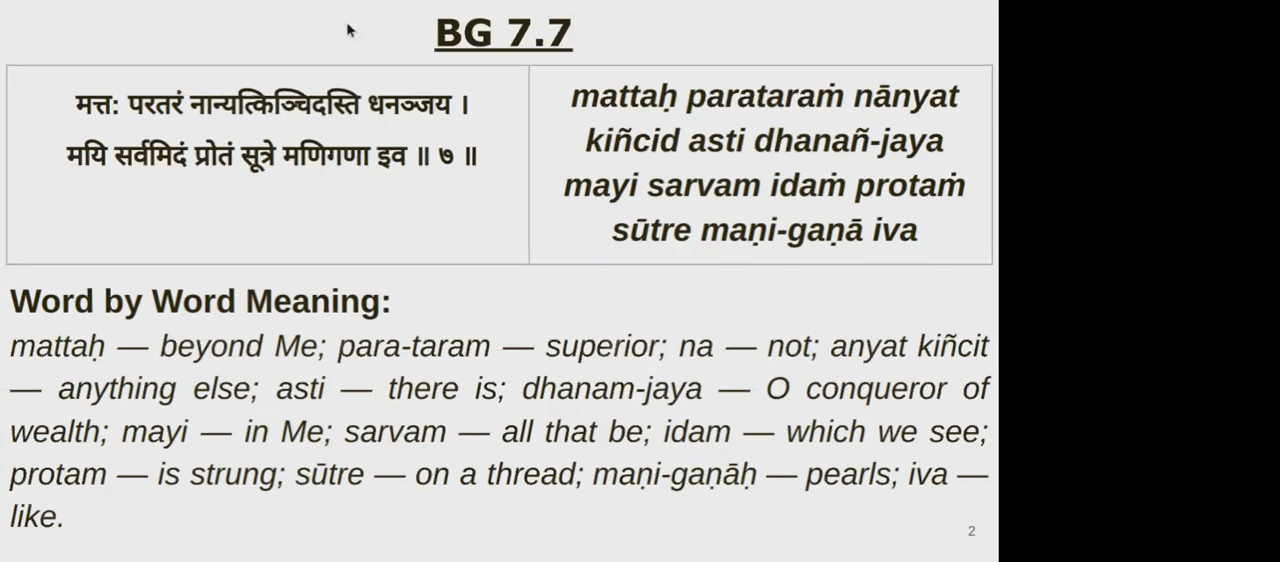 BG 7.7
मत्त: परतरं नान्यत्किञ्चिदस्ति धनञ्जय ।
मयि सर्वमिदं प्रोतं सूत्रे मणिगणा इव ॥ ७ ॥
mattaḥ parataraṁ nānyat
kiñcid asti dhanañ-jaya
mayi sarvam idaṁ protaṁ
sūtre maṇi-gaṇā iva
Word by Word Meaning:
mattaḥ — beyond Me; para-taram — superior; na — not; anyat kiñcit
— anything else; asti — there is; dhanam-jaya — O conqueror of
wealth; mayi — in Me; sarvam — all that be; idam — which we see;
protam — is strung; sūtre — on a thread; maṇi-gaṇāḥ — pearls; iva —
like.
2